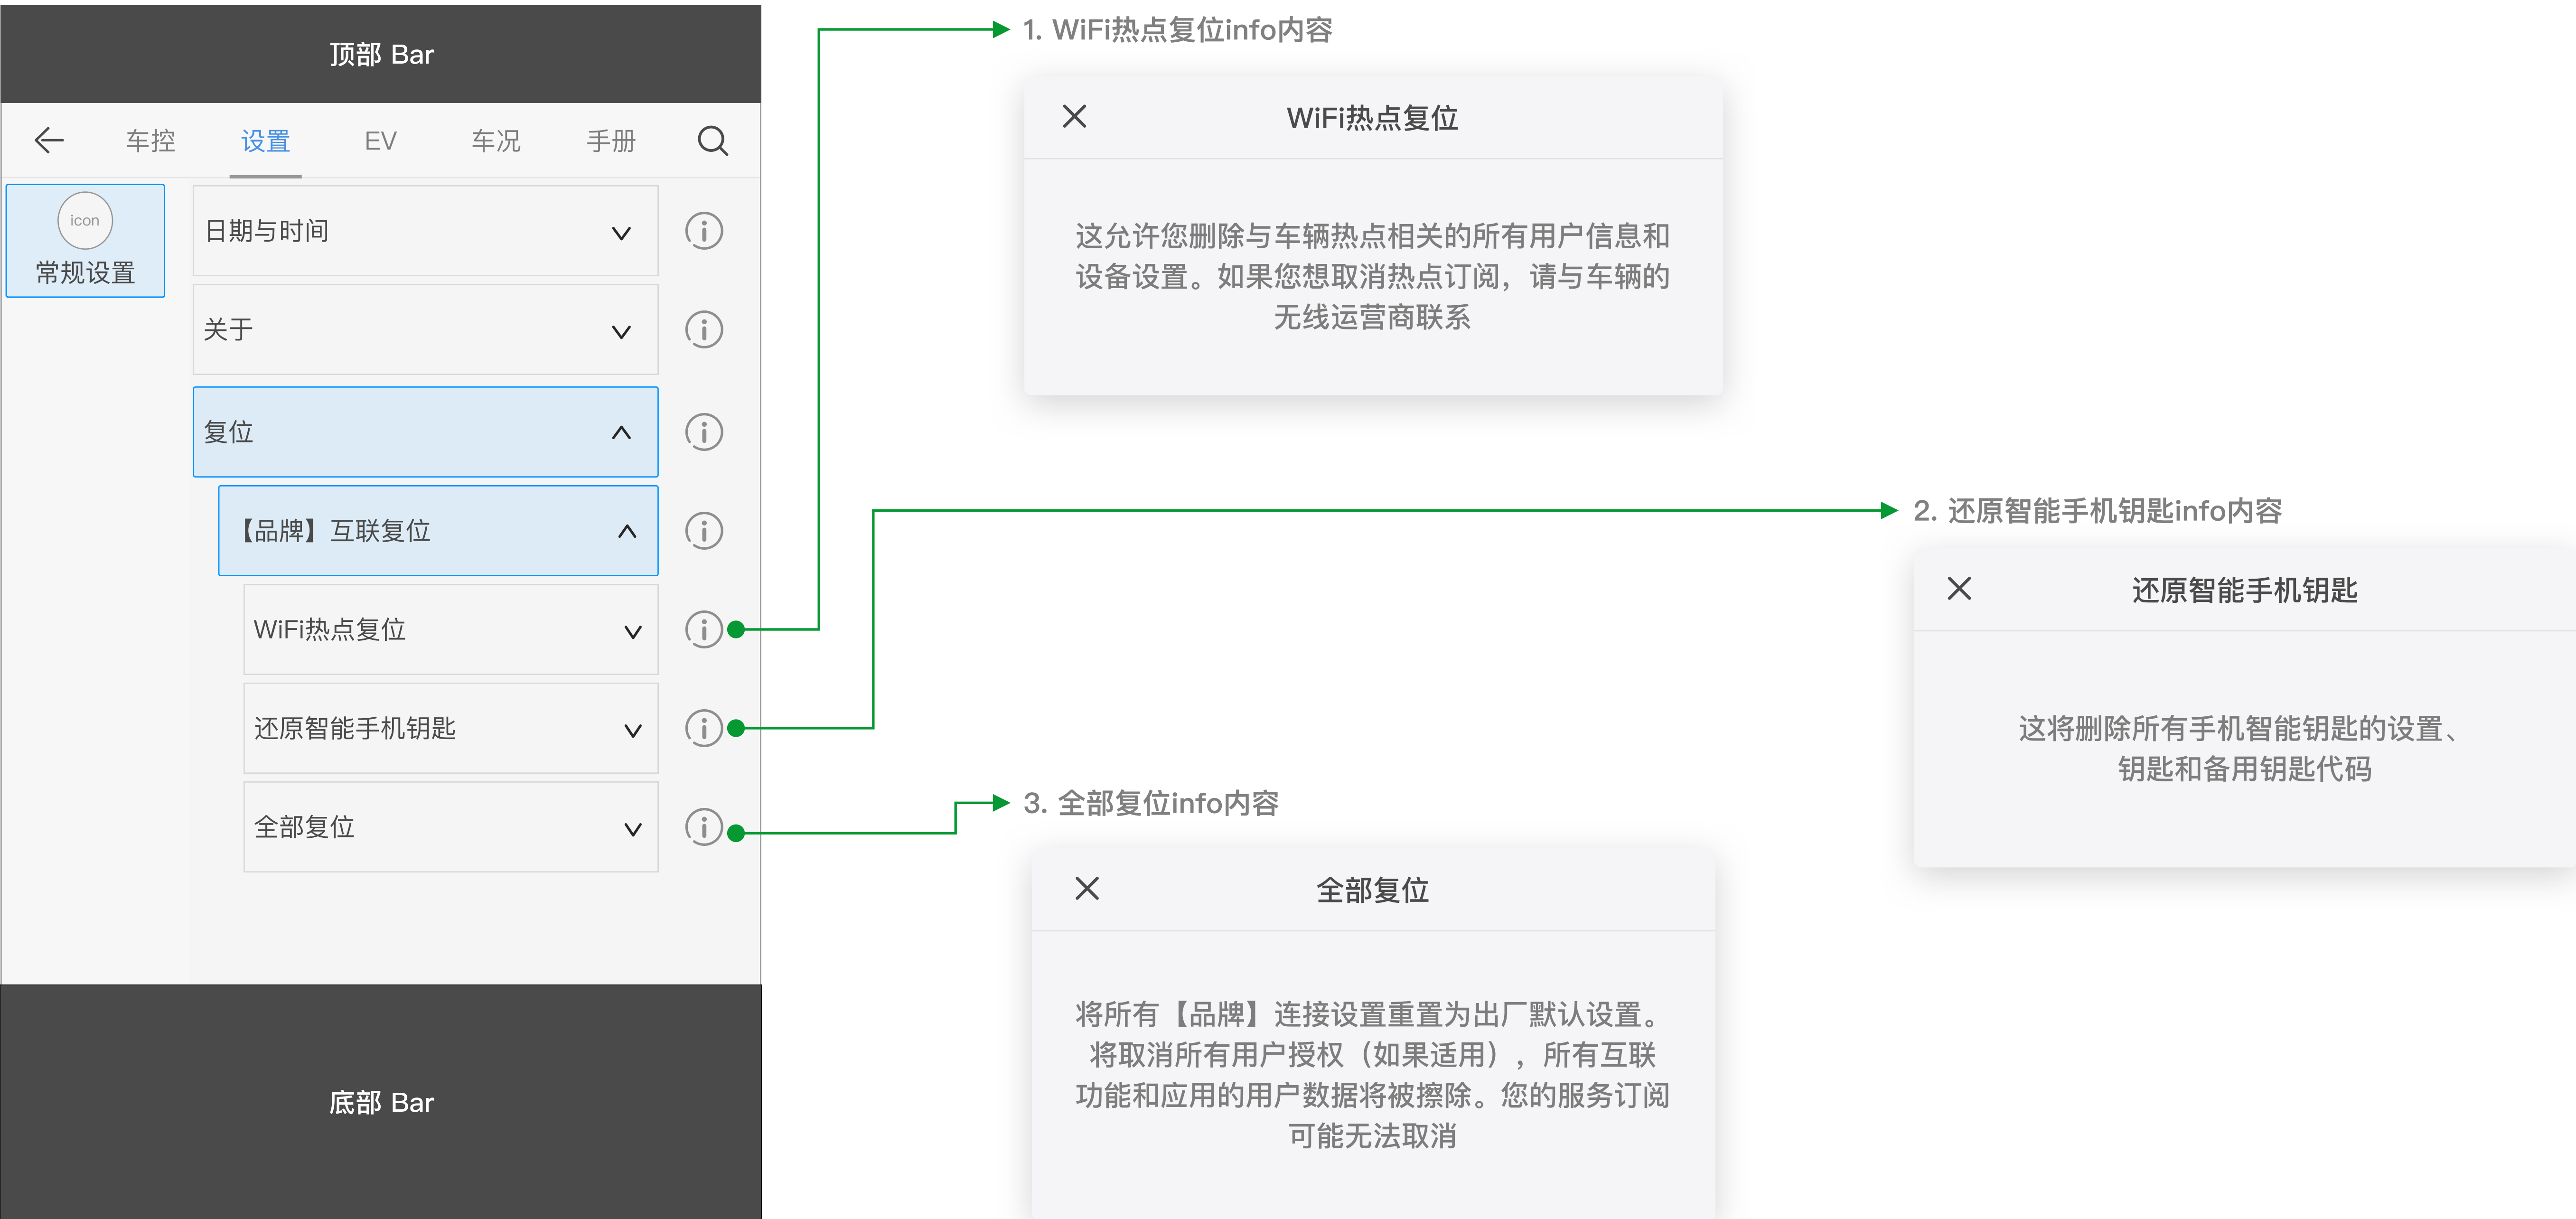 顶部 Bar
车控
设置
EV
车况
手册
icon
常规设置
日期与时间
关于
复位
【品牌】互联复位
WiFi热点复位
还原智能手机钥匙
全部复位
底部 Bar
1. WiFi热点复位info内容
WiFi热点复位
这允许您删除与车辆热点相关的所有用户信息和
设备设置。如果您想取消热点订阅，请与车辆的
无线运营商联系
2. 还原智能手机钥匙info内容
还原智能手机钥匙
这将删除所有手机智能钥匙的设置、
钥匙和备用钥匙代码
3. 全部复位info内容
全部复位
将所有【品牌】连接设置重置为出厂默认设置。
将取消所有用户授权（如果适用），所有互联
功能和应用的用户数据将被擦除。您的服务订阅
可能无法取消